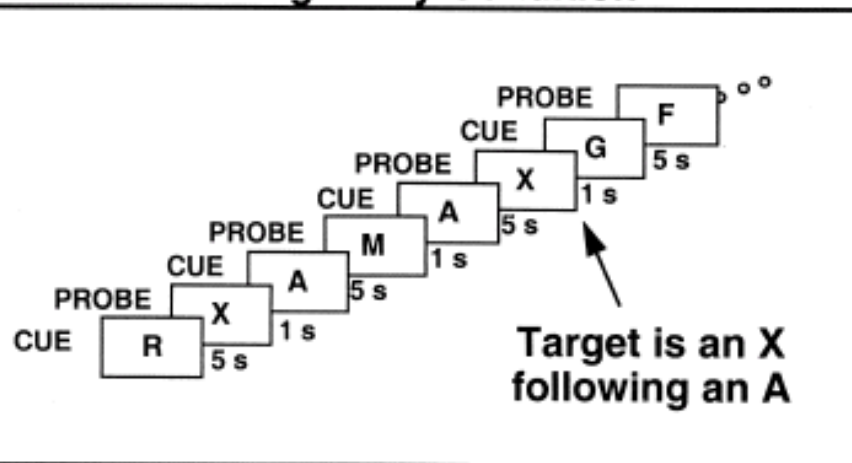 PROBE F
CUE G 5 s
PROBE X 1 s
CUE A 5 s
PROBE M 1 s
CUE A 5 s
PROBE X 1 s
CUE R 5 s
Target is an X
following an A